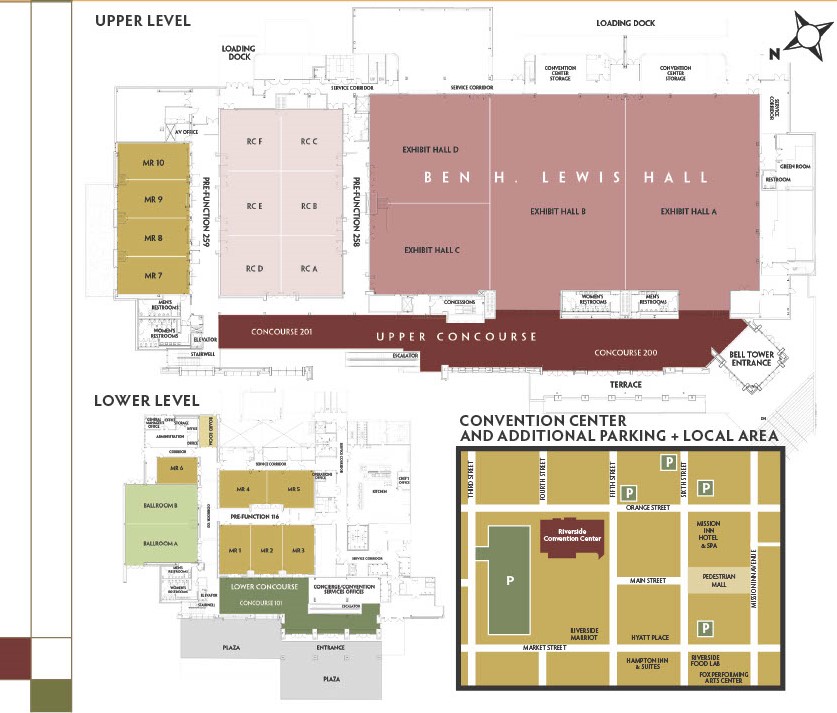 UPPER LEVEL
LOADING
DOCK
LOADING DOCK
N
CONVENTION
CENTER
STORAGE
CONVENTION
CENTER
STORAGE
SERVICE CORRIDOR
SERVICE CORRIDOR
SERVICE
CORRIDOR
AV OFFICE
MR 10
MR 9
MR 8
MR 7
PRE-FUNCTION 259
RC F
RC C
RC E
RC B
RC D
RC A
PRE-FUNCTION 258
EXHIBIT HALL D
BEN H. LEWIS HALL
EXHIBIT HALL B
EXHIBIT HALL A
EXHIBIT HALL C
GREEN ROOM
RESTROOM
MEN'S
RESTROOMS
WOMEN'S
RESTROOMS
ELEVATOR
STAIRWELL
CONCESSIONS
WOMEN'S
RESTROOMS
MEN'S
RESTROOMS
CONCOURSE 201
UPPER CONCOURSE
CONCOURSE 200
ESCALATOR
BELL TOWER
ENTRANCE
TERRACE
LOWER LEVEL
GENERAL
MANAGER'S
OFFICE
OFFICE
STORAGE
OFFICE
ADMINISTRATION
OFFICE
BOARD ROOM
CORRIDOR
MR 6
BALLROOM B
BALLROOM A
SERVICE CORRIDOR
MR 4
MR 5
OPERATIONS
OFFICE
SERVICE CORRIDOR
KITCHEN
CHEF'S
OFFICE
PRE-FUNCTION 116
MR 1
MR 2
MR 3
SERVICE CORRIDOR
MEN'S
RESTROOMS
WOMEN'S
RESTROOMS
ELEVATOR
STAIRWELL
LOWER CONCOURSE
CONCOURSE 101
CONCIERGE/CONVENTION
SERVICES OFFICES
1
2
ESCALATOR
PLAZA
ENTRANCE
PLAZA
CONVENTION CENTER
AND ADDITIONAL PARKING + LOCAL AREA
THIRD STREET
FOURTH STREET
FIFTH STREET
SIXTH STREET
P
P
P
ORANGE STREET
Riverside
Convention Center
MISSION
INN
HOTEL
& SPA
P
MAIN STREET
PEDESTRIAN
MALL
MISSION INN AVENUE
RIVERSIDE
MARRIOT
HYATT PLACE
P
MARKET STREET
HAMPTON INN
& SUITES
RIVERSIDE
FOOD LAB
FOX PERFORMING
ARTS CENTER